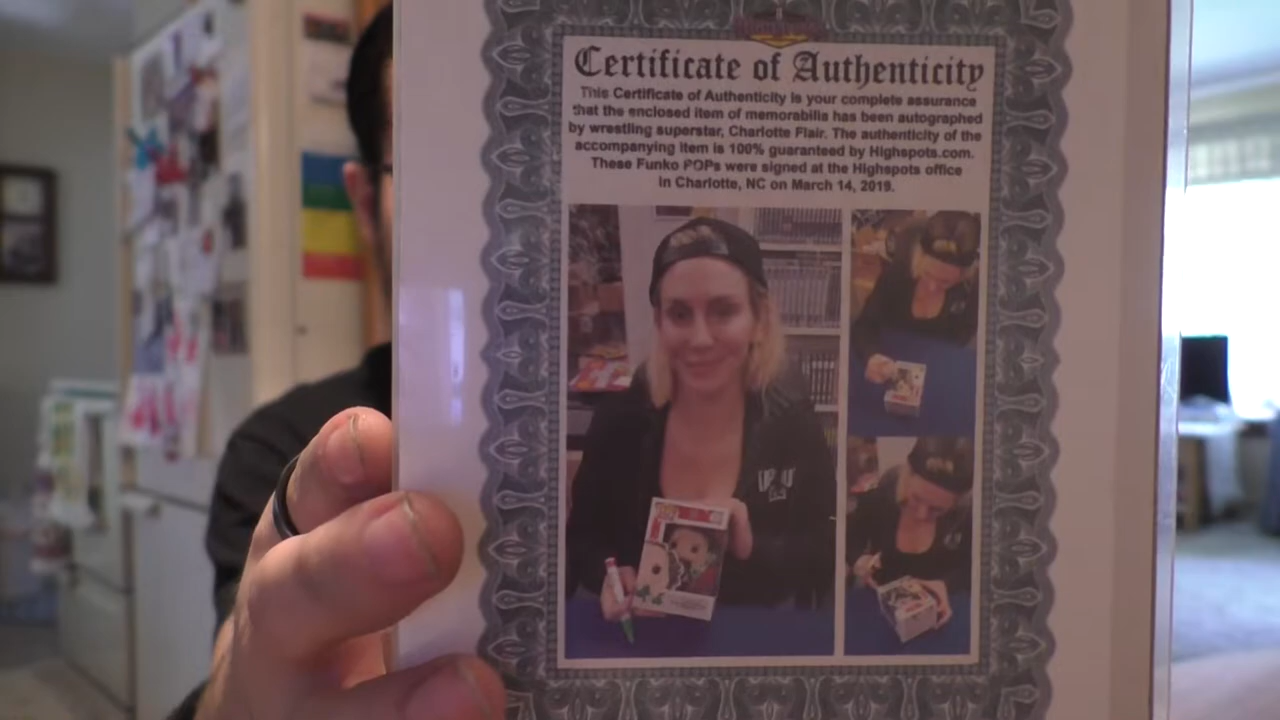 Certificate of Authenticity
This Certificate of Authenticity is your complete assurance
that the enclosed item of memorabilia has been autographed
by wrestling superstar, Charlotte Flair. The authenticity of the
accompanying item is 100% guaranteed by Highspots.com.
These Funko POPs were signed at the Highspots office
in Charlotte, NC on March 14, 2019.